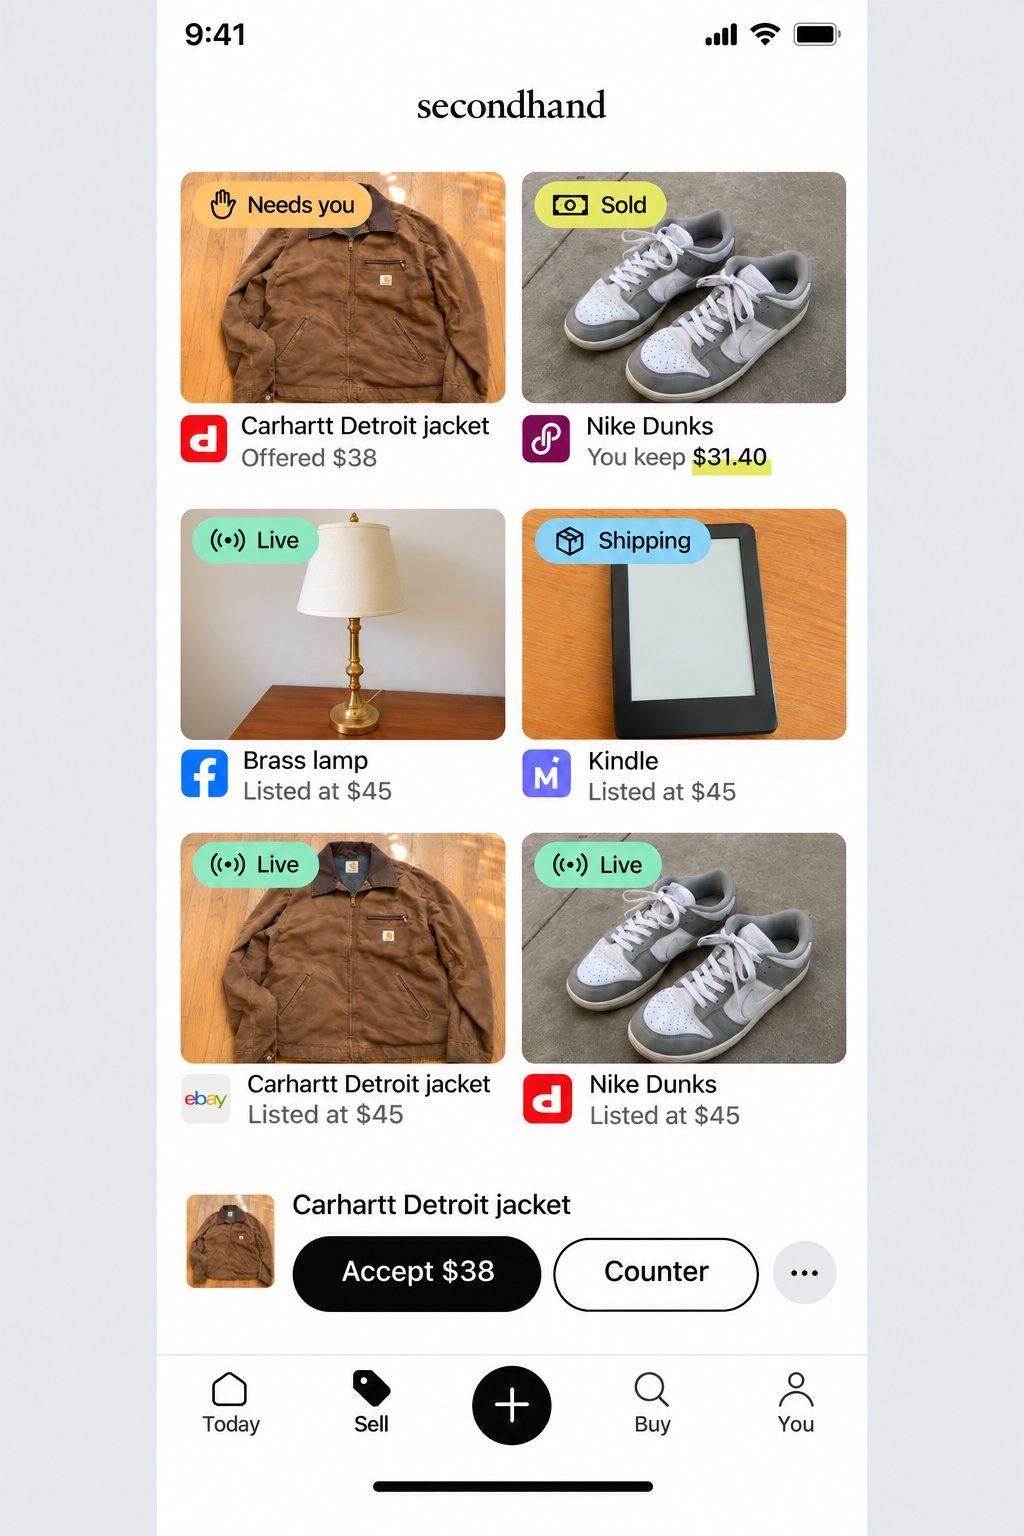 9:41
secondhand
Needs you
Sold
Carhartt Detroit jacket
Offered $38
Nike Dunks
You keep $31.40
Live
Shipping
Brass lamp
Listed at $45
Kindle
Listed at $45
Live
Live
ebay
Carhartt Detroit jacket
Listed at $45
Nike Dunks
Listed at $45
Carhartt Detroit jacket
Accept $38
Counter
Today
Sell
Buy
You